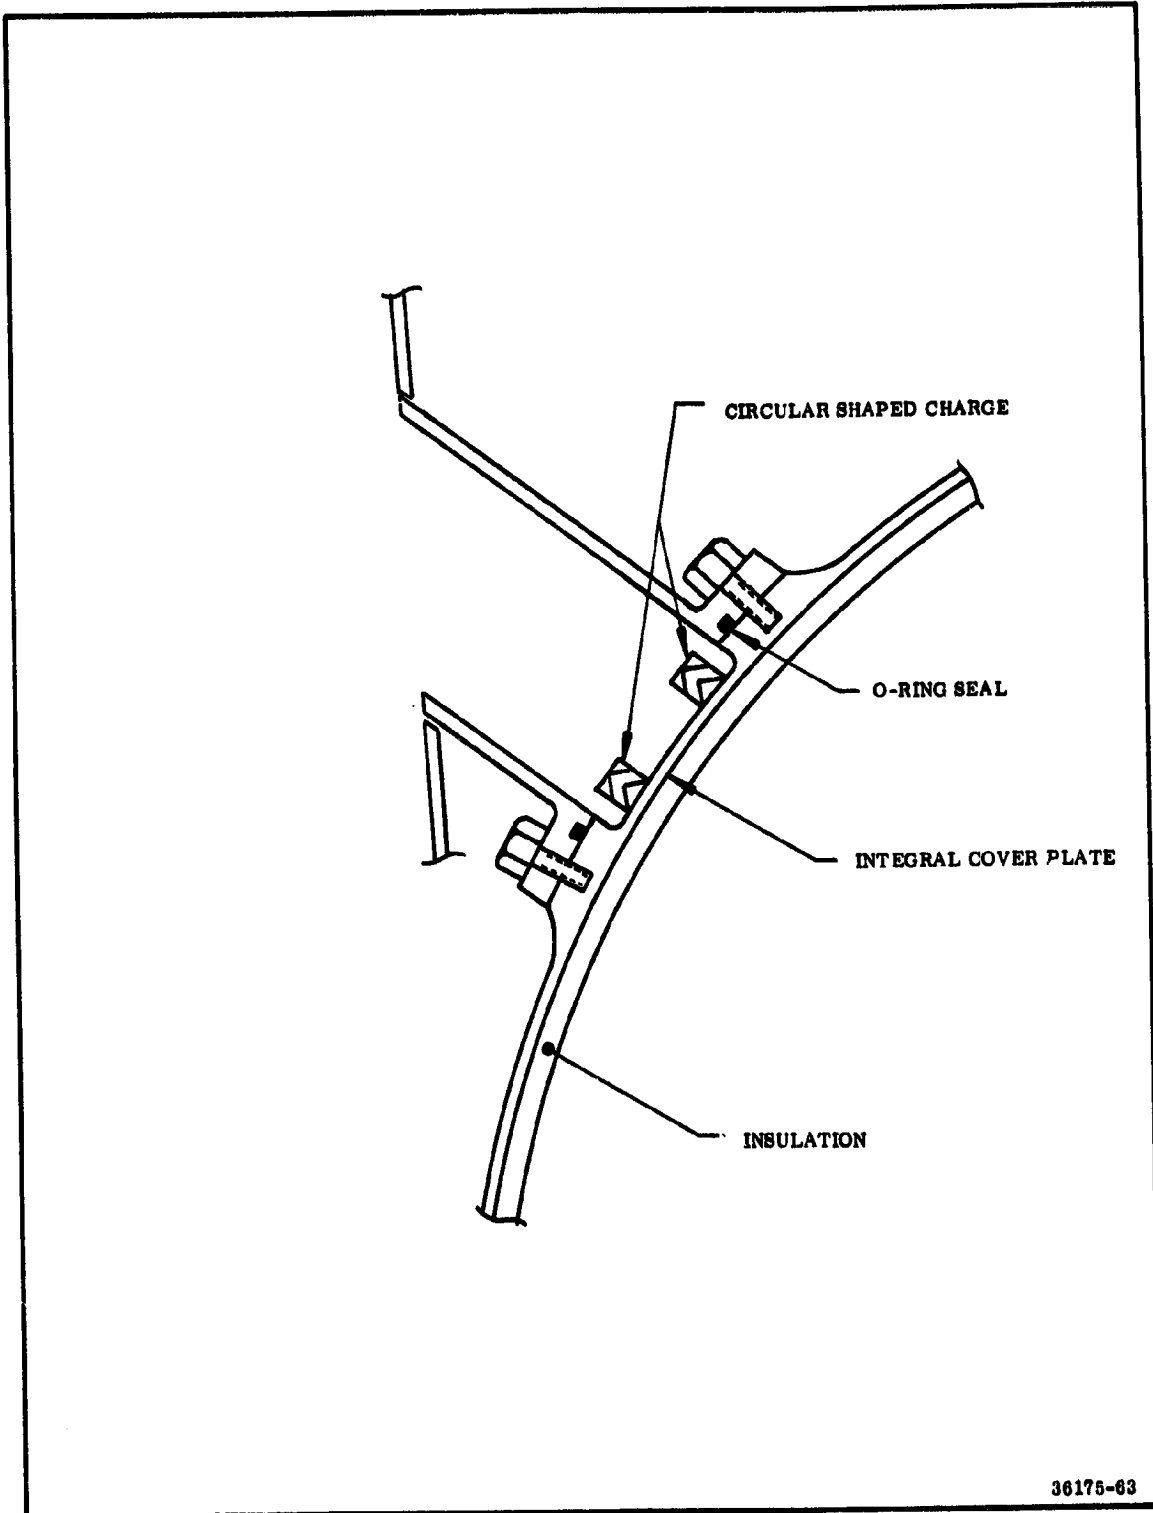 CIRCULAR SHAPED CHARGE
O-RING SEAL
INTEGRAL COVER PLATE
INSULATION
36175-63